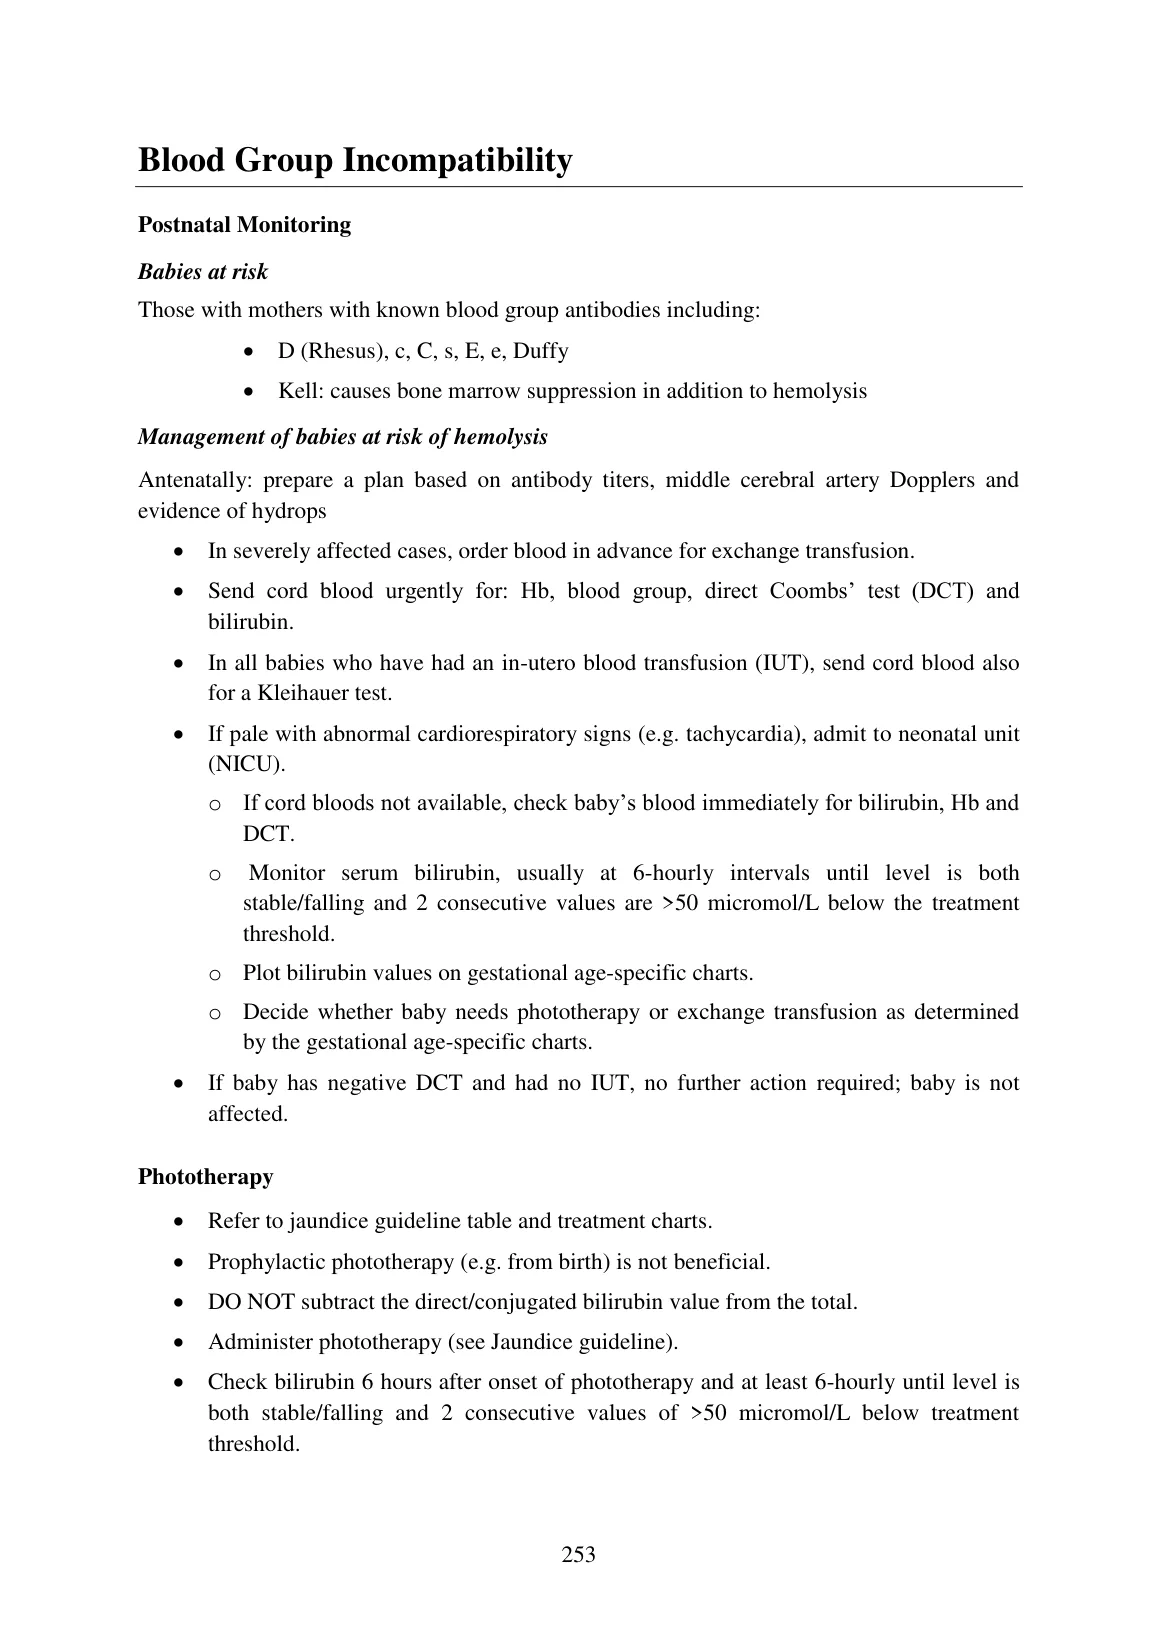 Blood Group Incompatibility
Postnatal Monitoring
Babies at risk
Those with mothers with known blood group antibodies including:
• D (Rhesus), c, C, s, E, e, Duffy
• Kell: causes bone marrow suppression in addition to hemolysis
Management of babies at risk of hemolysis
Antenatally: prepare a plan based on antibody titers, middle cerebral artery Dopplers and
evidence of hydrops
• In severely affected cases, order blood in advance for exchange transfusion.
• Send cord blood urgently for: Hb, blood group, direct Coombs’ test (DCT) and
bilirubin.
• In all babies who have had an in-utero blood transfusion (IUT), send cord blood also
for a Kleihauer test.
• If pale with abnormal cardiorespiratory signs (e.g. tachycardia), admit to neonatal unit
(NICU).
o If cord bloods not available, check baby’s blood immediately for bilirubin, Hb and
DCT.
o Monitor serum bilirubin, usually at 6-hourly intervals until level is both
stable/falling and 2 consecutive values are >50 micromol/L below the treatment
threshold.
o Plot bilirubin values on gestational age-specific charts.
o Decide whether baby needs phototherapy or exchange transfusion as determined
by the gestational age-specific charts.
• If baby has negative DCT and had no IUT, no further action required; baby is not
affected.
Phototherapy
• Refer to jaundice guideline table and treatment charts.
• Prophylactic phototherapy (e.g. from birth) is not beneficial.
• DO NOT subtract the direct/conjugated bilirubin value from the total.
• Administer phototherapy (see Jaundice guideline).
• Check bilirubin 6 hours after onset of phototherapy and at least 6-hourly until level is
both stable/falling and 2 consecutive values of >50 micromol/L below treatment
threshold.
253